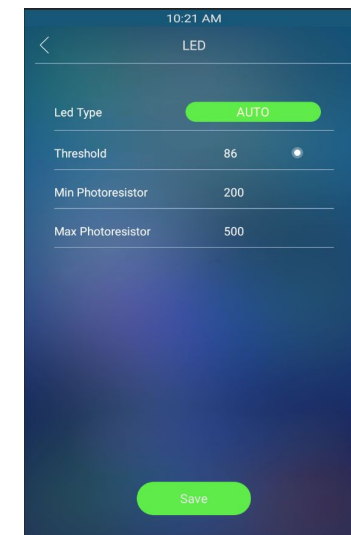 10:21 AM
LED
Led Type AUTO
Threshold 86
Min Photoresistor 200
Max Photoresistor 500
Save